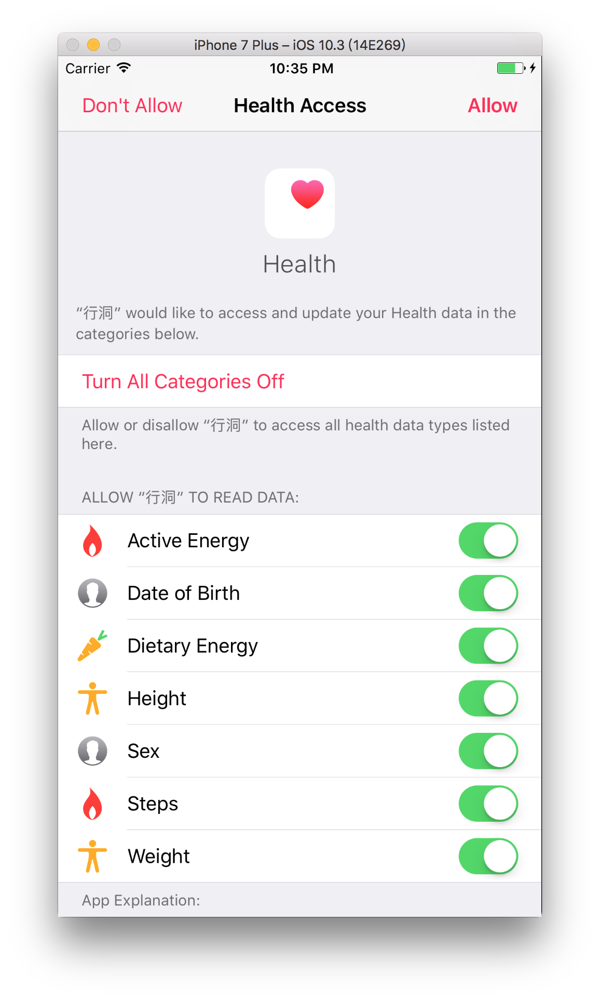 iPhone 7 Plus – iOS 10.3 (14E269)
Carrier 10:35 PM
Don't Allow Health Access Allow
Health
“行洞” would like to access and update your Health data in the
categories below.
Turn All Categories Off
Allow or disallow “行洞” to access all health data types listed
here.
ALLOW “行洞” TO READ DATA:
Active Energy
Date of Birth
Dietary Energy
Height
Sex
Steps
Weight
App Explanation: